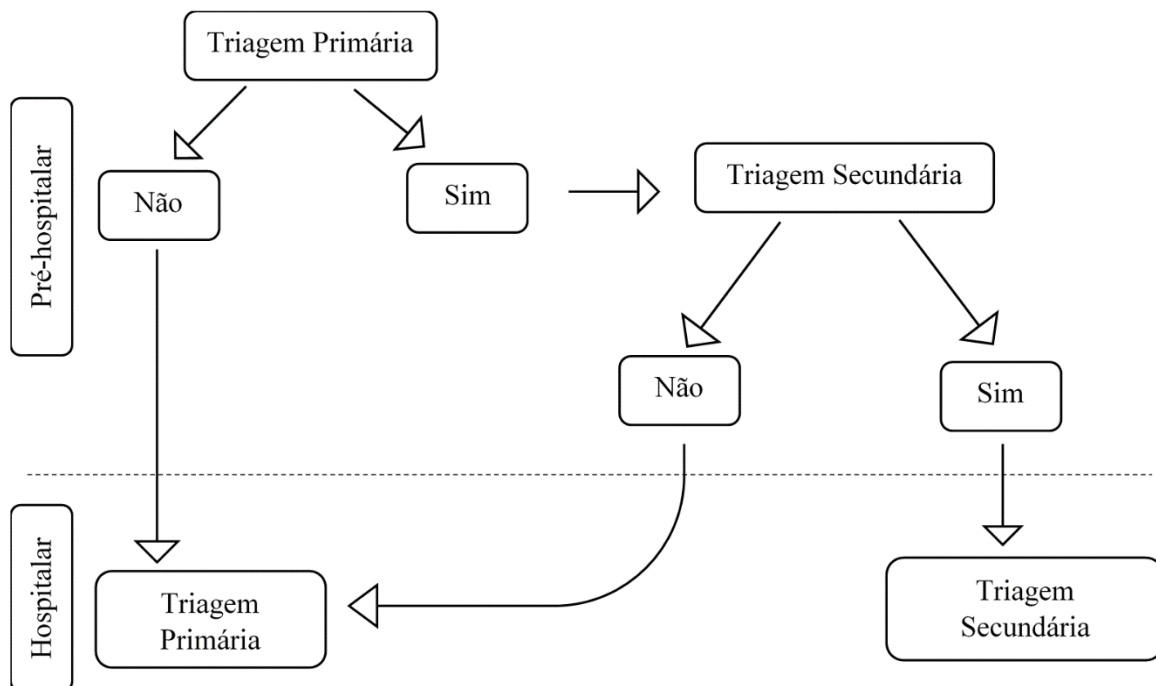 Triagem Primária
Pré-hospitalar
Não
Sim
Triagem Secundária
Não
Sim
Hospitalar
Triagem
Primária
Triagem
Secundária